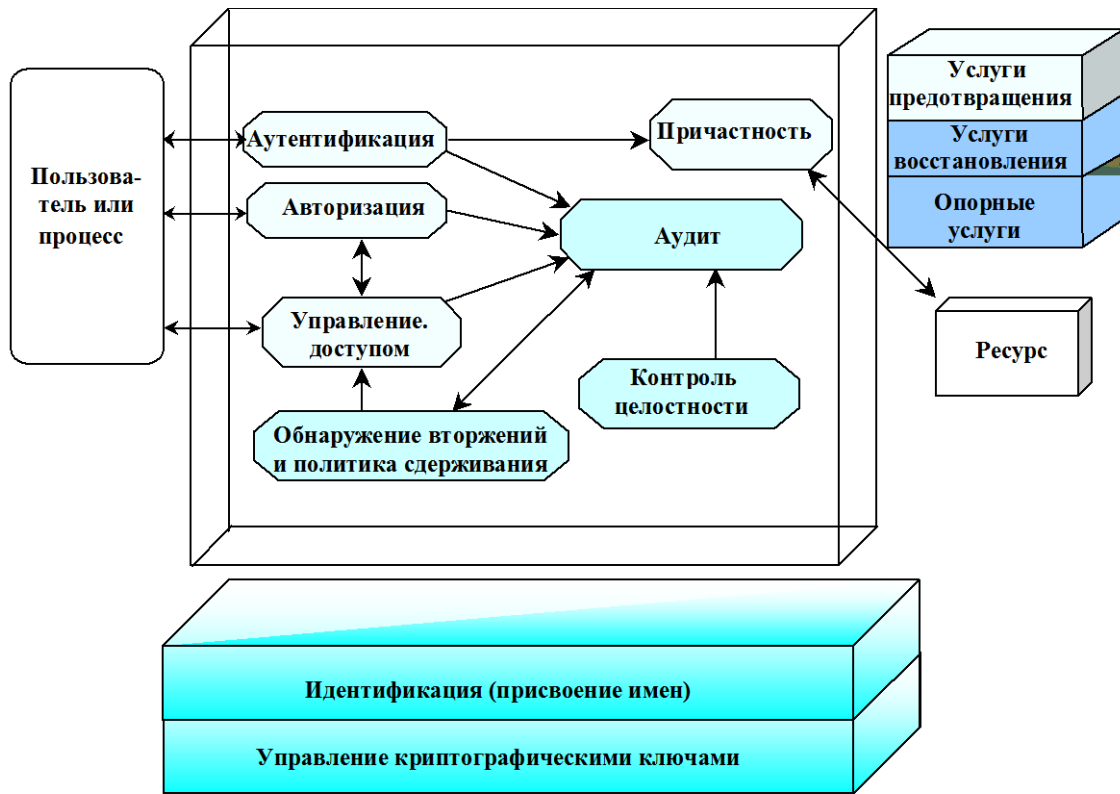 Пользова-
тель или
процесс
Аутентификация
Авторизация
Управление.
доступом
Обнаружение вторжений
и политика сдерживания
Причастность
Аудит
Контроль
целостности
Услуги
предотвращения
Услуги
восстановления
Опорные
услуги
Ресурс
Идентификация (присвоение имен)
Управление криптографическими ключами